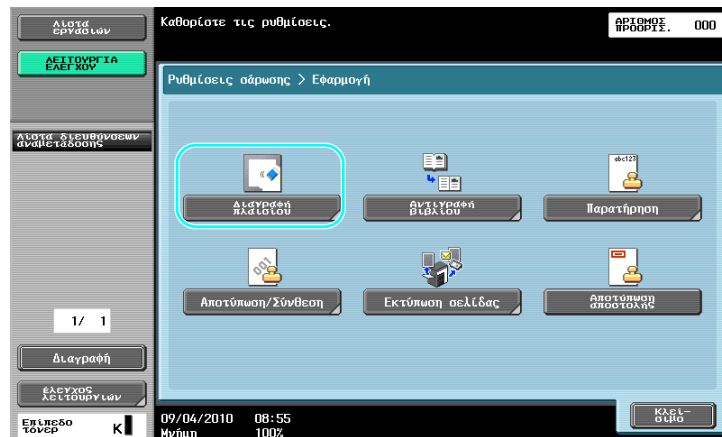 Λίστα
εργασιών
Καθορίστε τις ρυθμίσεις.
ΑΡΙΘΜΟΣ
ΠΡΟΟΡΙΣ.
000
ΛΕΙΤΟΥΡΓΙΑ
ΕΛΕΓΧΟΥ
Ρυθμίσεις σάρωσης > Εφαρμογή
Λίστα διευθύνσεων
αναμετάδοσης
abc123
Διαγραφή
πλαισίου
Αντιγραφή
βιβλίου
Παρατήρηση
001
Αποτύπωση/Σύνθεση
Εκτύπωση σελίδας
Αποτύπωση
αποστολής
1/ 1
Διαγραφή
έλεγχος
λειτουργιών
Επίπεδο
τόνερ
K
09/04/2010 08:55
Μνήμη 100%
Κλεί-
σιμο